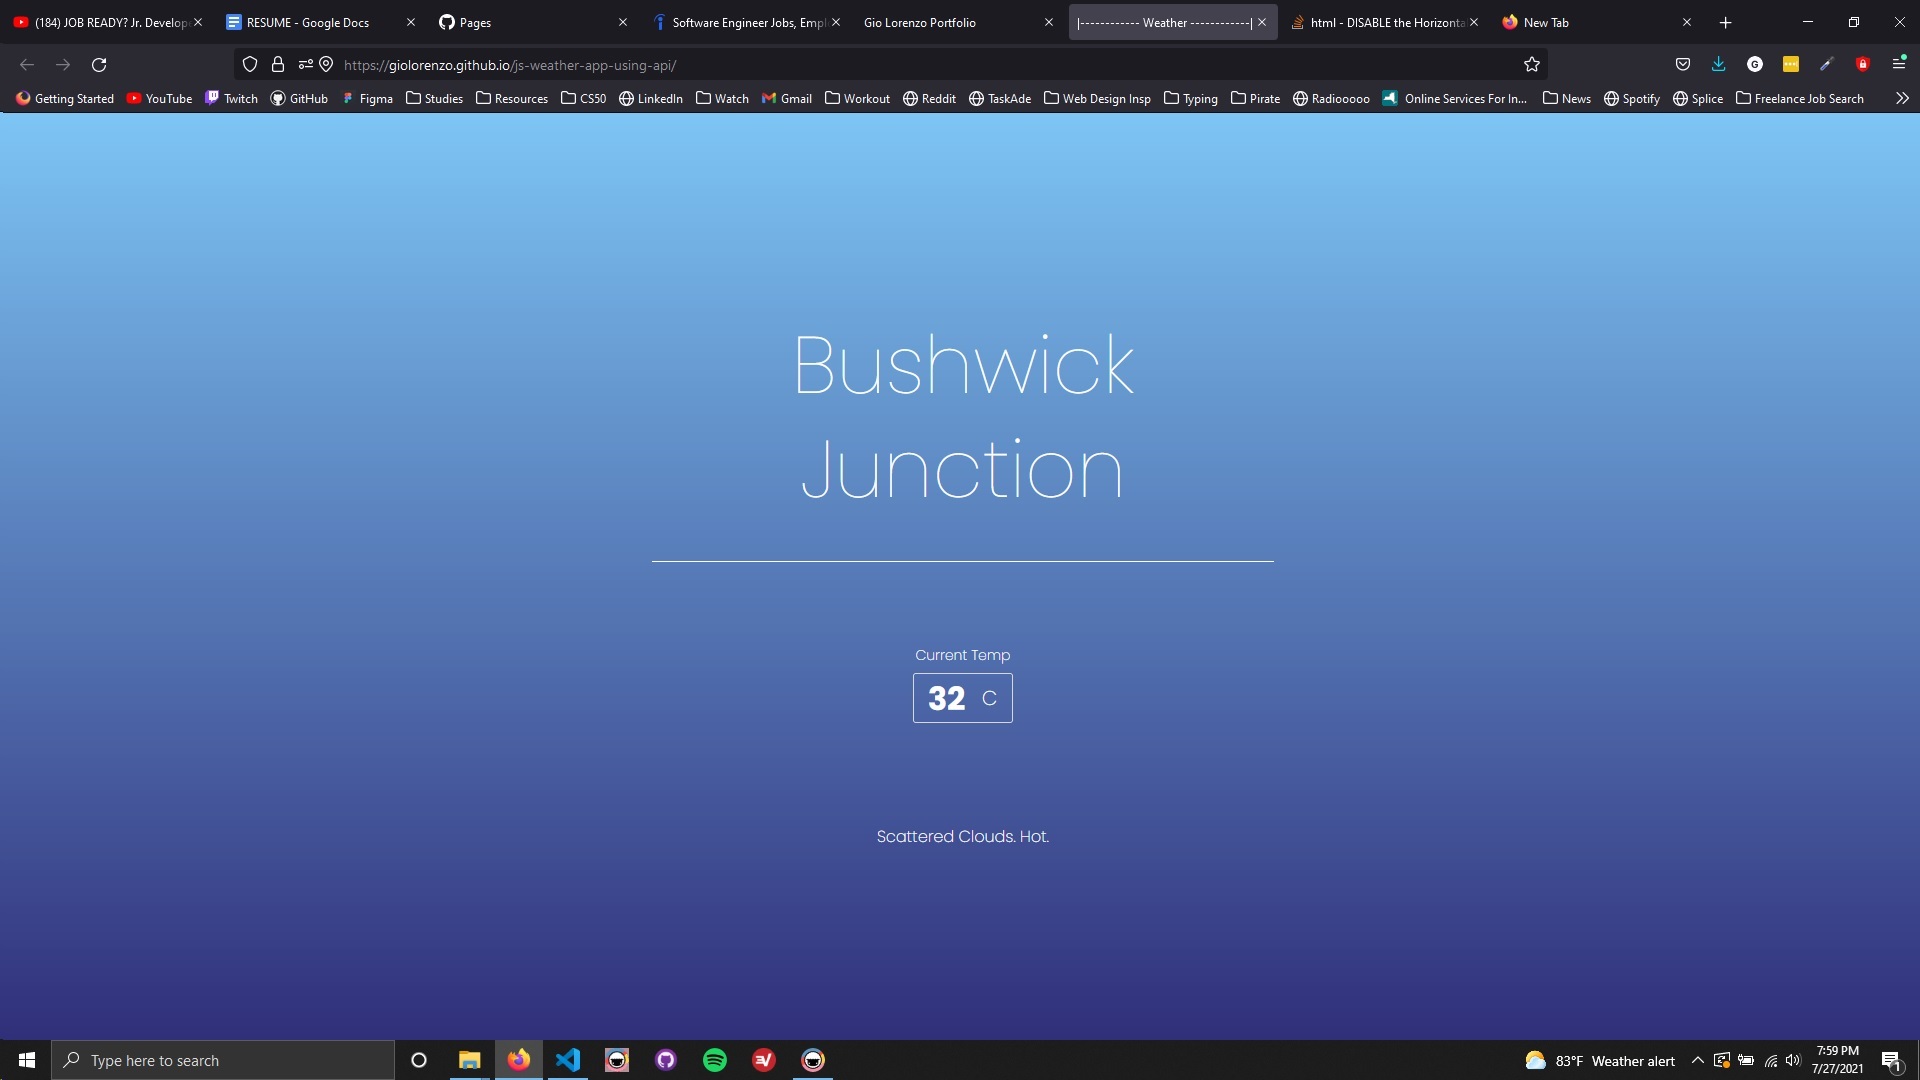 (184) JOB READY? Jr. Develope
RESUME - Google Docs
Pages
Software Engineer Jobs, Empl
Gio Lorenzo Portfolio
|------------ Weather ------------|
html - DISABLE the Horizonta
New Tab
https://giolorenzo.github.io/js-weather-app-using-api/
Getting Started
YouTube
Twitch
GitHub
Figma
Studies
Resources
CS50
LinkedIn
Watch
Gmail
Workout
Reddit
TaskAde
Web Design Insp
Typing
Pirate
Radiooooo
Online Services For In...
News
Spotify
Splice
Freelance Job Search
Bushwick
Junction
Current Temp
32 C
Scattered Clouds. Hot.
Type here to search
83°F Weather alert
7:59 PM
7/27/2021
1